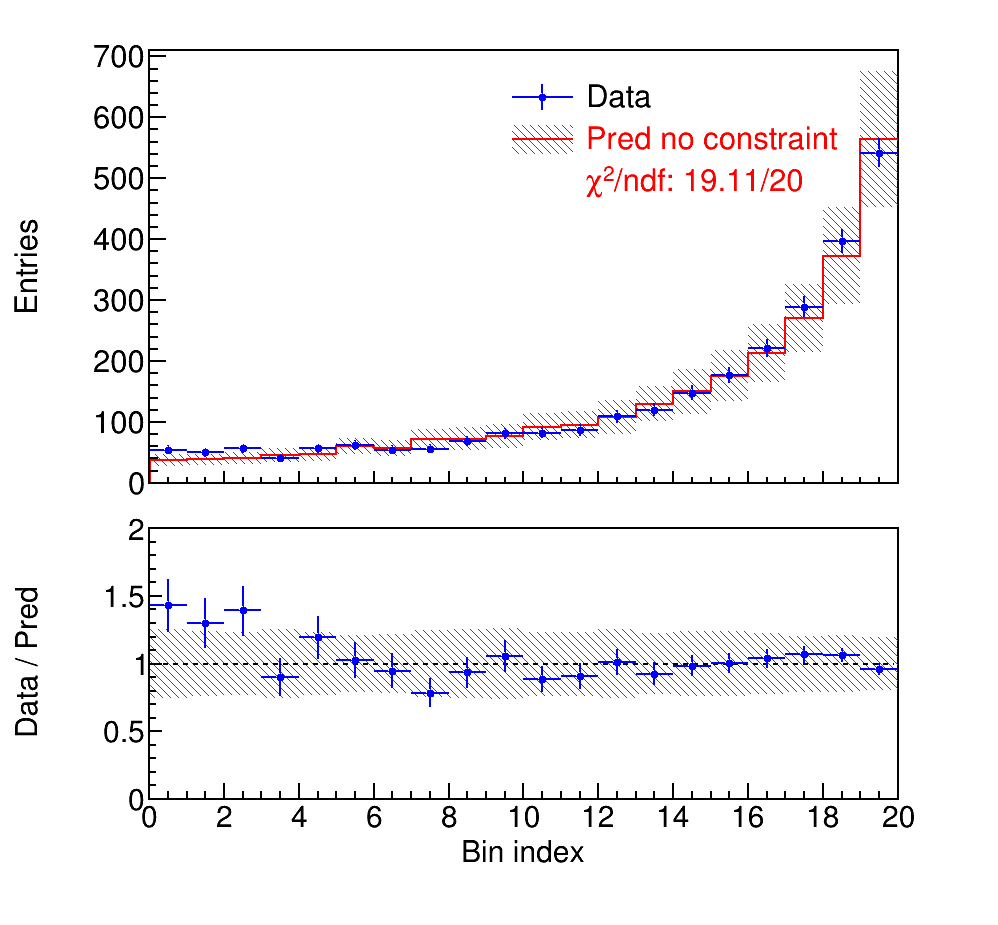 700
600
500
400
300
200
100
0
Entries
Data
Pred no constraint
χ²/ndf: 19.11/20
2
1.5
1
0.5
0
Data / Pred
0 2 4 6 8 10 12 14 16 18 20
Bin index